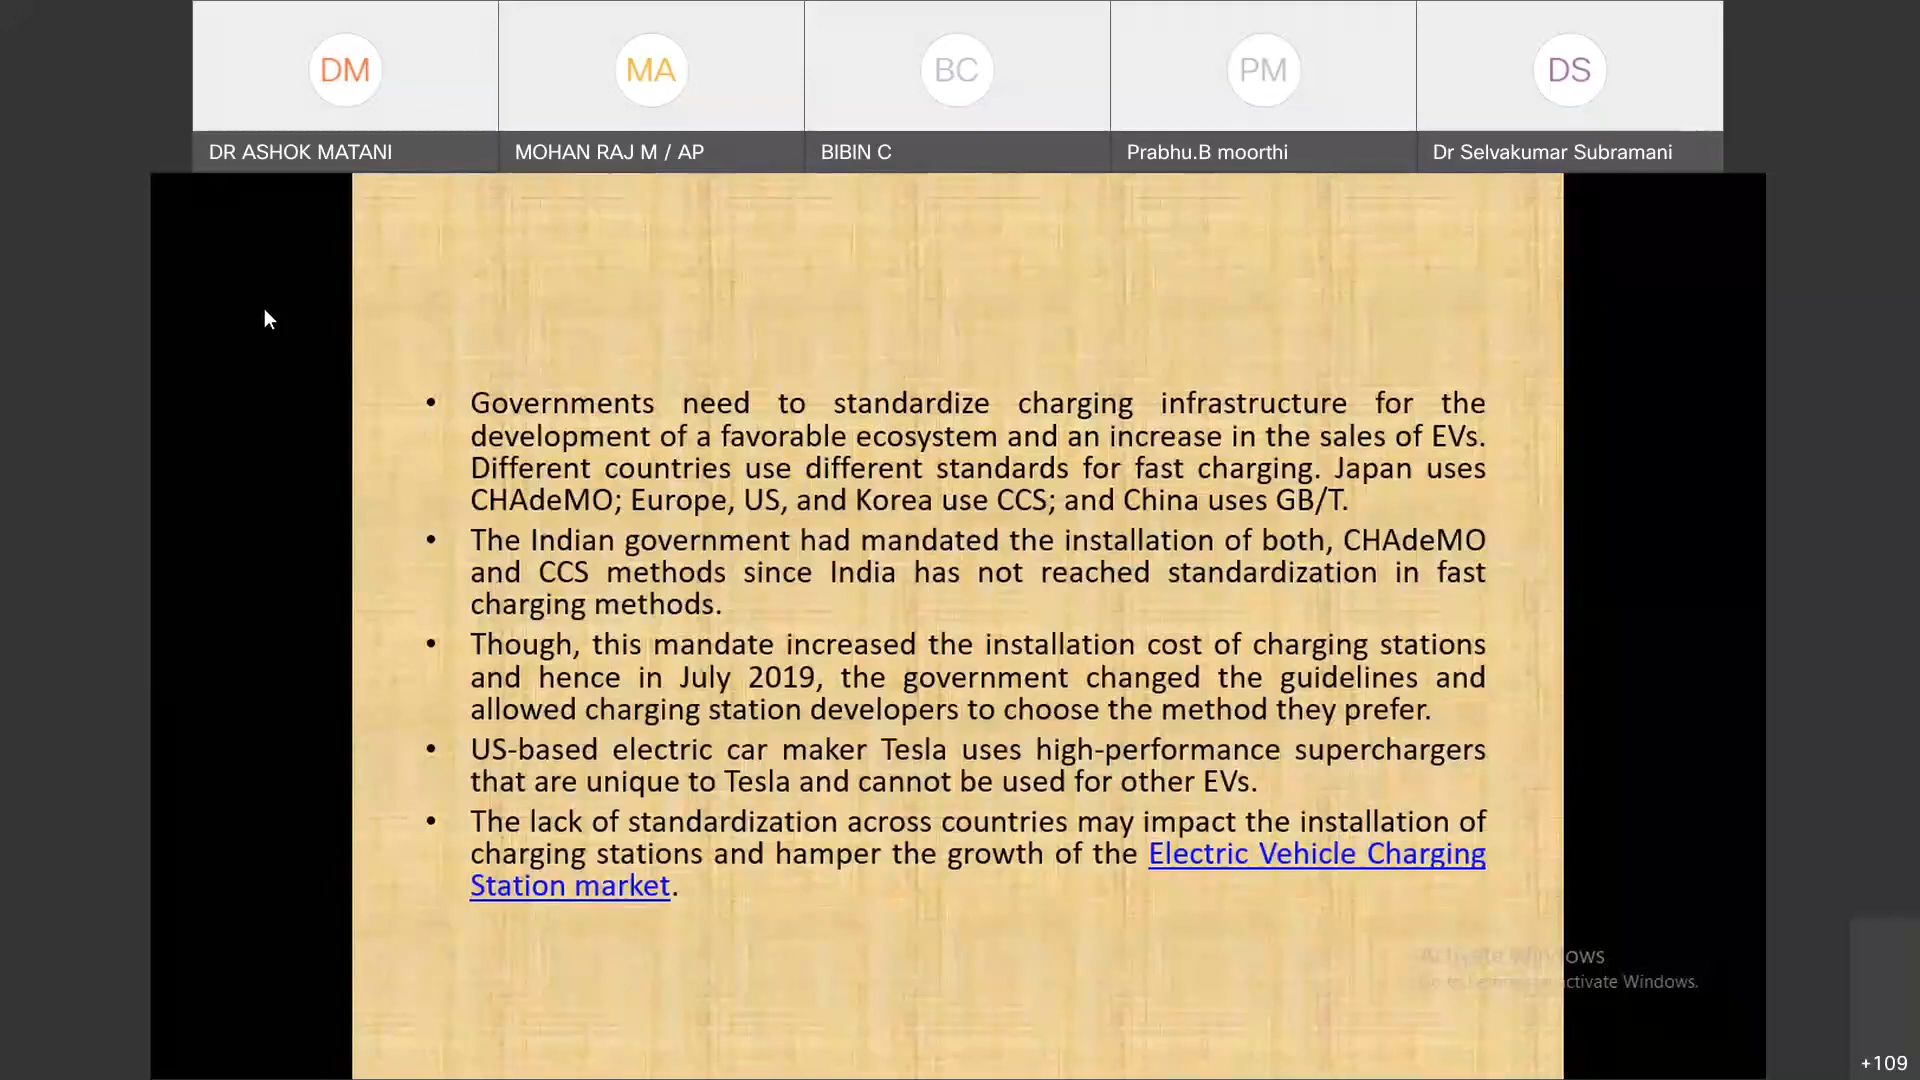 DM
MA
BC
PM
DS
DR ASHOK MATANI
MOHAN RAJ M / AP
BIBIN C
Prabhu.B moorthi
Dr Selvakumar Subramani
• Governments need to standardize charging infrastructure for the
development of a favorable ecosystem and an increase in the sales of EVs.
Different countries use different standards for fast charging. Japan uses
CHAdeMO; Europe, US, and Korea use CCS; and China uses GB/T.
• The Indian government had mandated the installation of both, CHAdeMO
and CCS methods since India has not reached standardization in fast
charging methods.
• Though, this mandate increased the installation cost of charging stations
and hence in July 2019, the government changed the guidelines and
allowed charging station developers to choose the method they prefer.
• US-based electric car maker Tesla uses high-performance superchargers
that are unique to Tesla and cannot be used for other EVs.
• The lack of standardization across countries may impact the installation of
charging stations and hamper the growth of the Electric Vehicle Charging
Station market.
Activate Windows
activate Windows.
+109